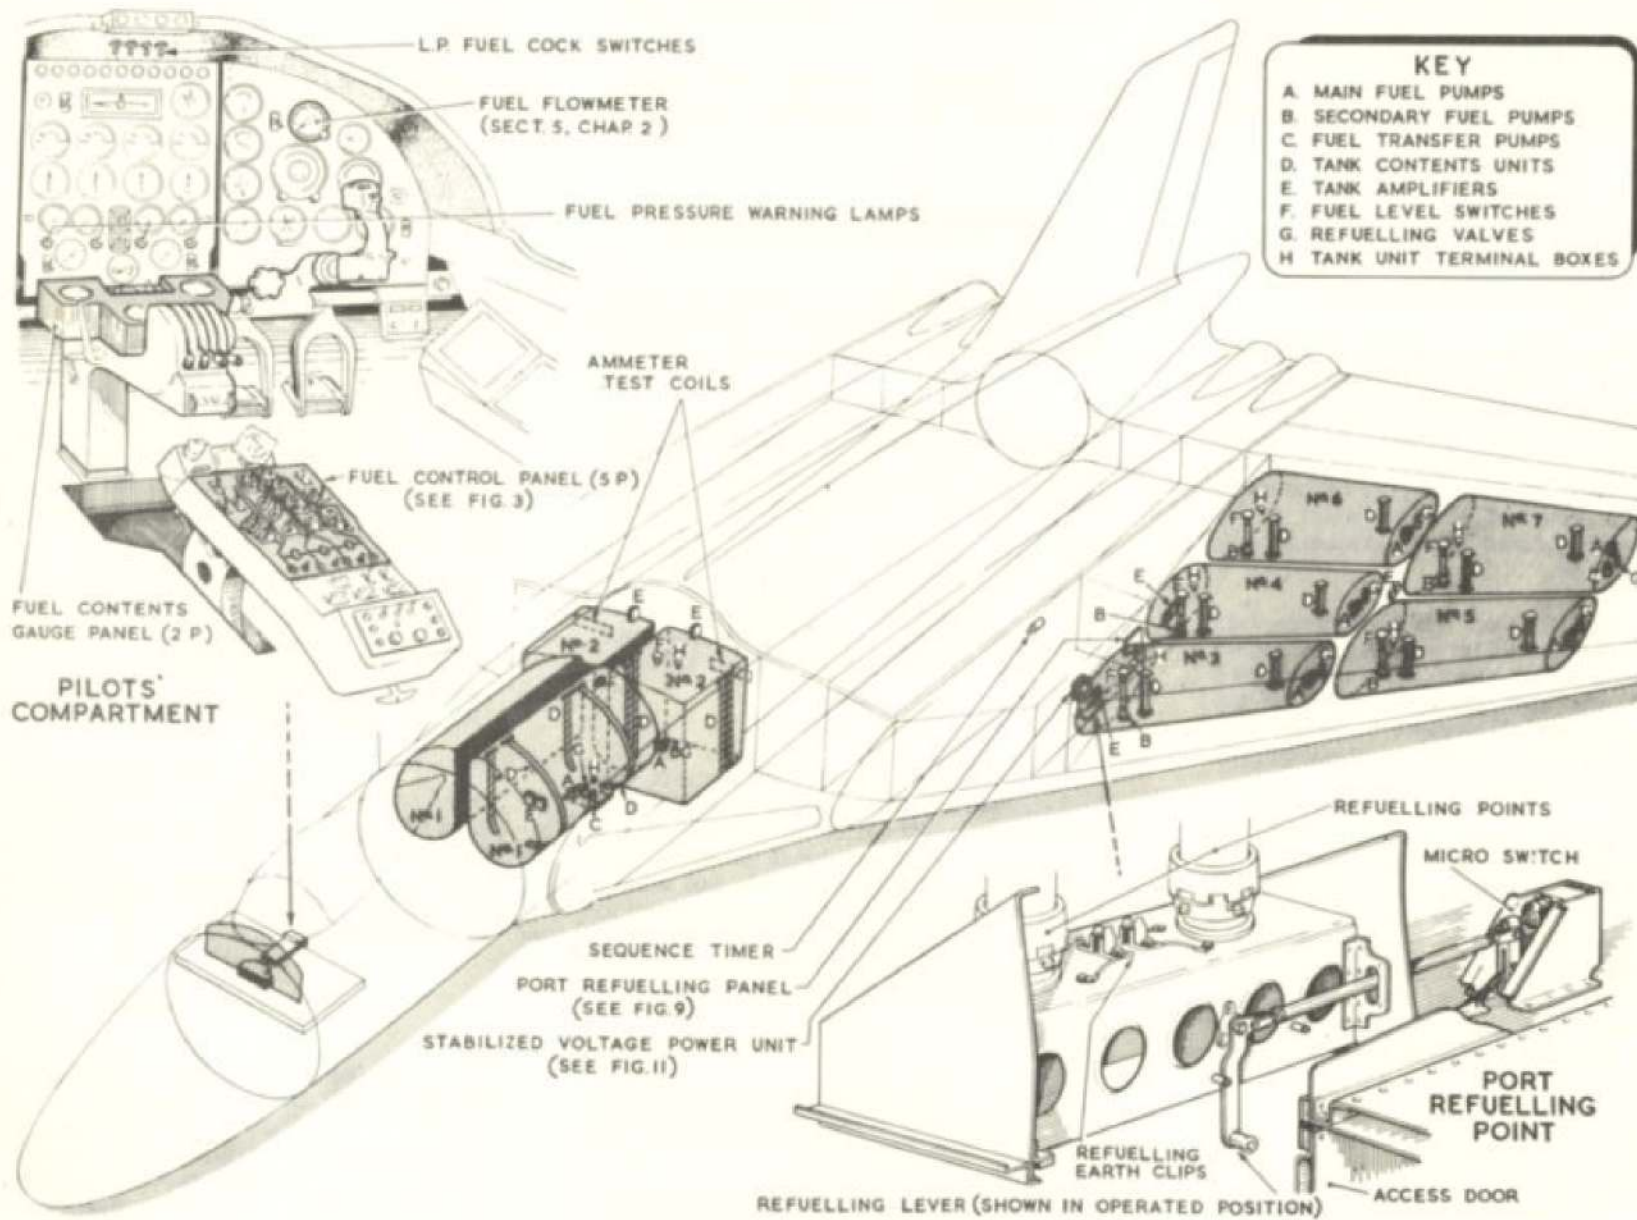 L.P. FUEL COCK SWITCHES
FUEL FLOWMETER
(SECT. 5, CHAP. 2)
FUEL PRESSURE WARNING LAMPS
KEY
A. MAIN FUEL PUMPS
B. SECONDARY FUEL PUMPS
C. FUEL TRANSFER PUMPS
D. TANK CONTENTS UNITS
E. TANK AMPLIFIERS
F. FUEL LEVEL SWITCHES
G. REFUELLING VALVES
H TANK UNIT TERMINAL BOXES
AMMETER
TEST COILS
FUEL CONTROL PANEL (5 P)
(SEE FIG. 3)
FUEL CONTENTS
GAUGE PANEL (2 P)
PILOTS'
COMPARTMENT
Nº 6
Nº 7
Nº 4
Nº 5
Nº 3
Nº 2
Nº 2
Nº 1
Nº 1
H
F
D
D
B
A
H
F
D
A
B
E
H
D
B
F
D
H
D
E
B
E
E
H
D
D
A
H
A
C
D
REFUELLING POINTS
MICRO SWITCH
SEQUENCE TIMER
PORT REFUELLING PANEL
(SEE FIG. 9)
STABILIZED VOLTAGE POWER UNIT
(SEE FIG. 11)
PORT
REFUELLING
POINT
REFUELLING
EARTH CLIPS
REFUELLING LEVER (SHOWN IN OPERATED POSITION)
ACCESS DOOR